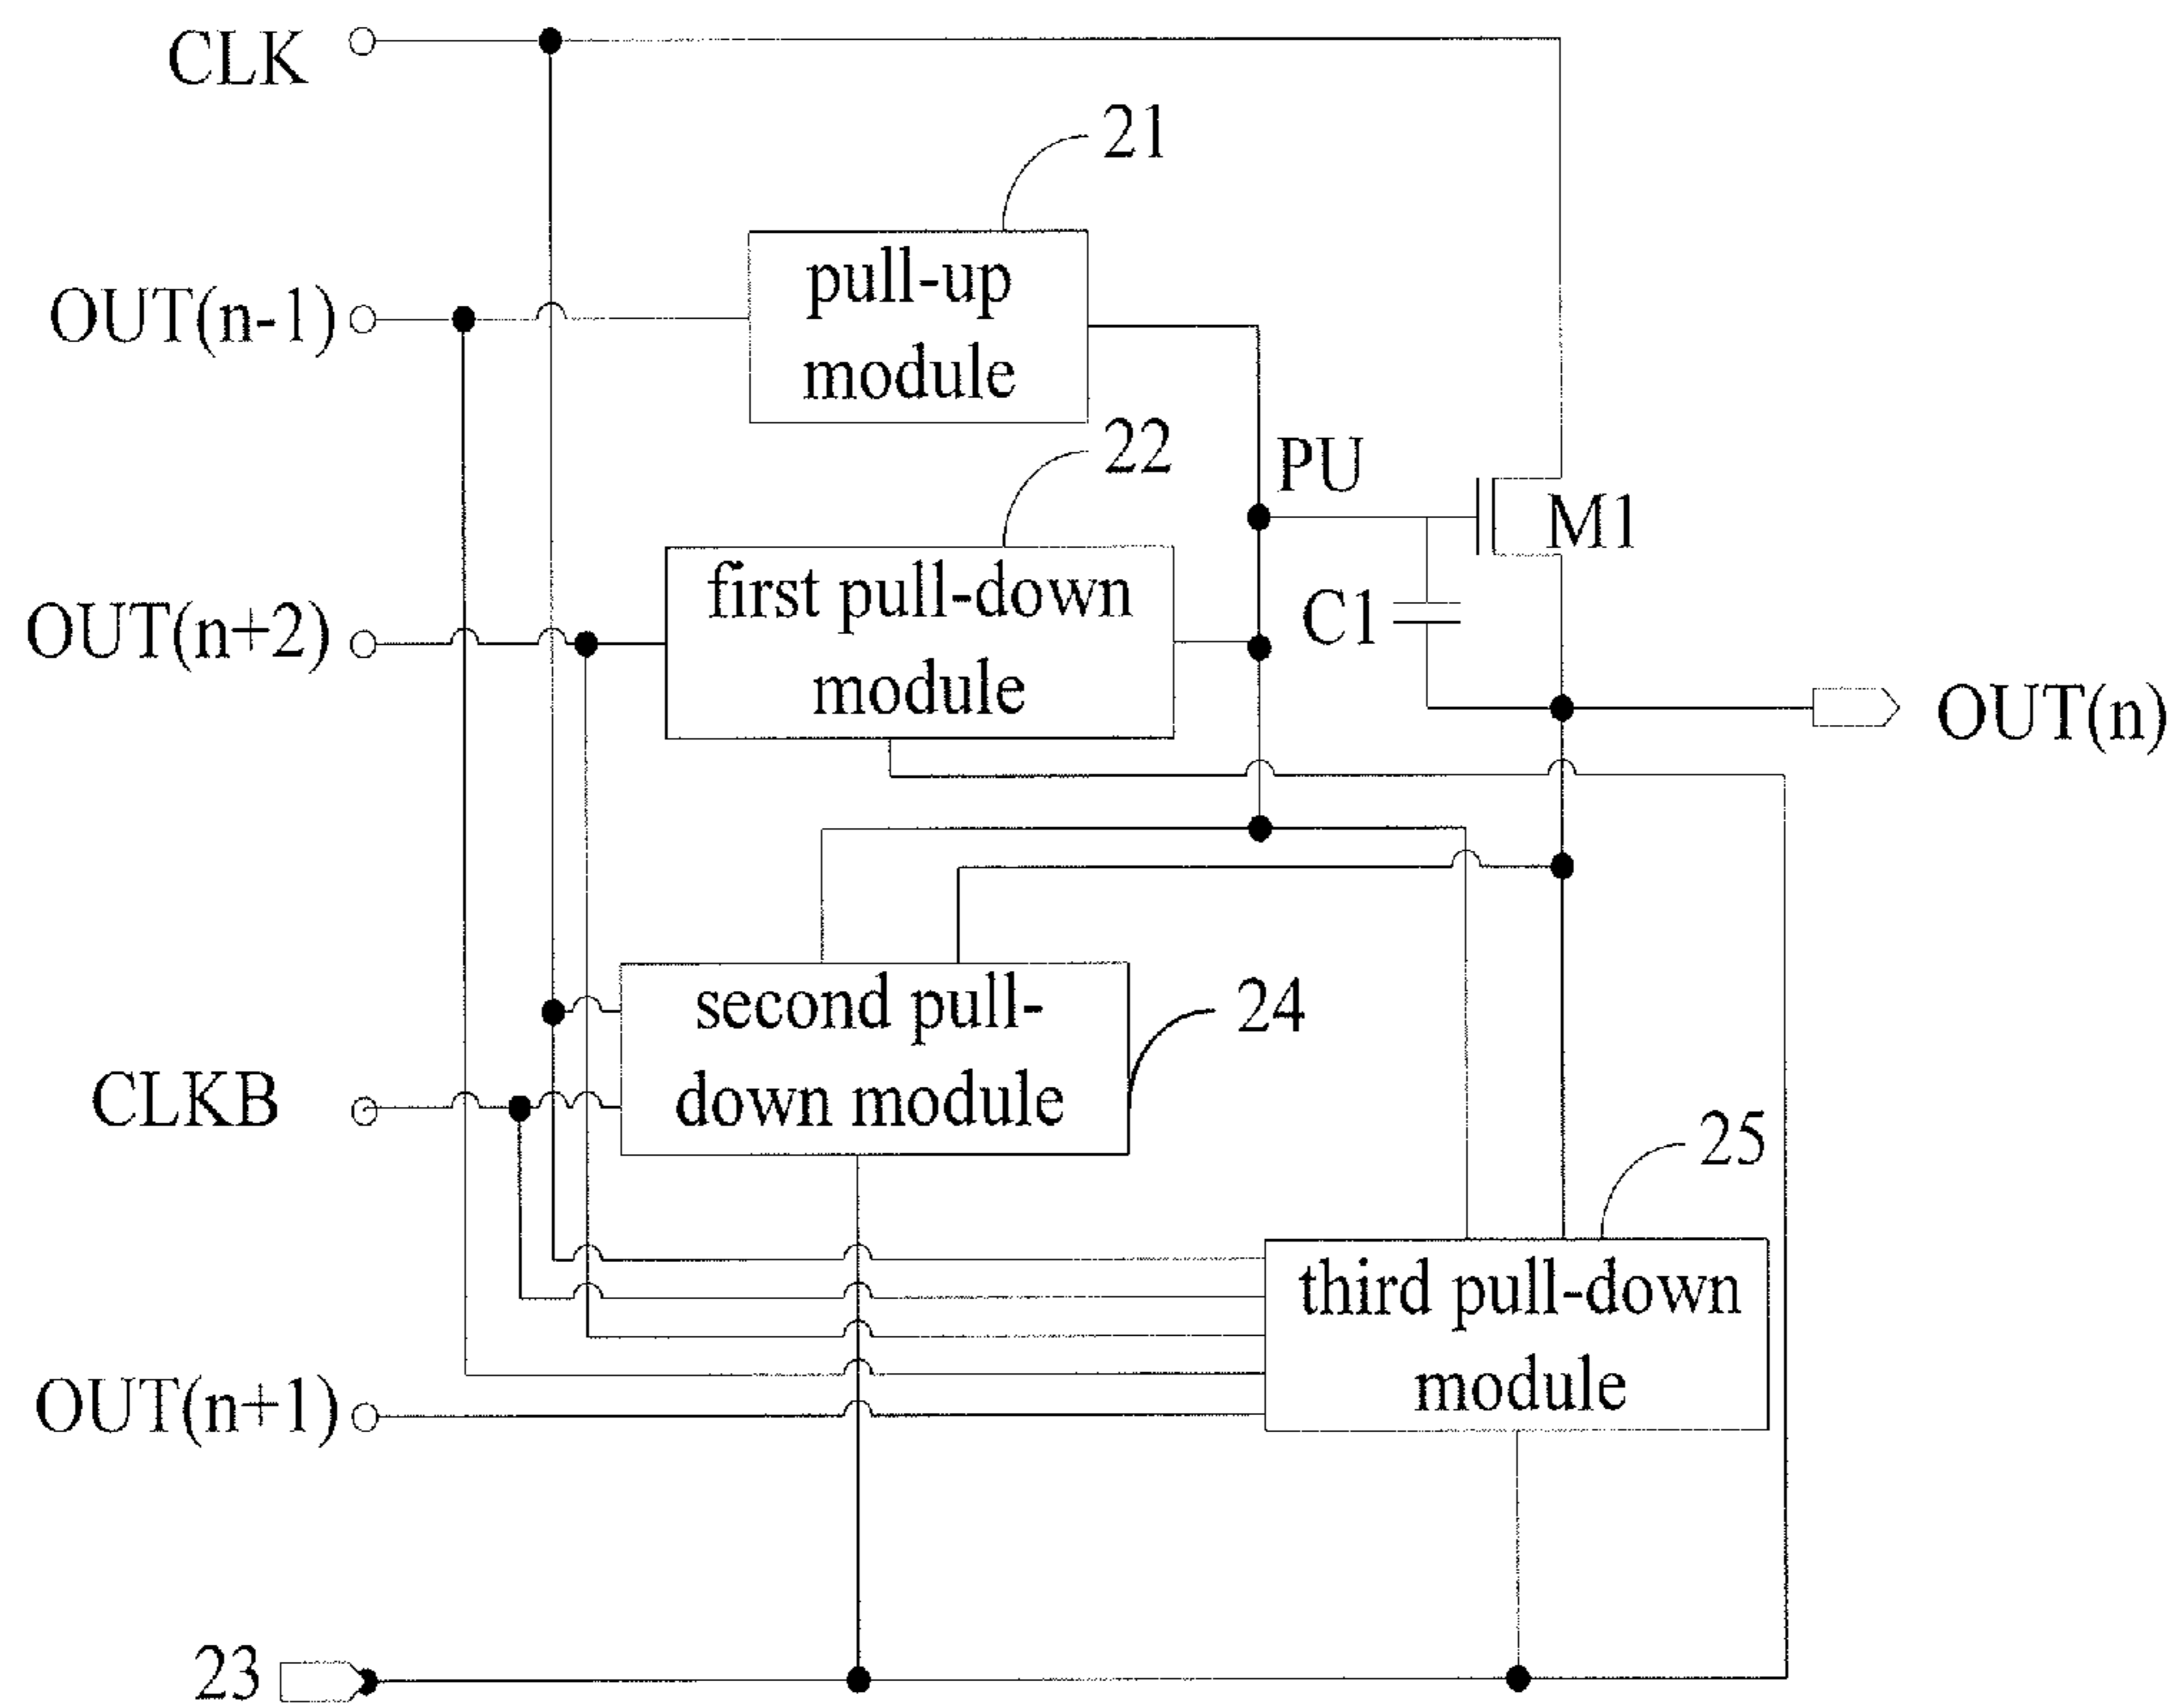 CLK
21
pull-up
module
OUT(n-1)
22
PU
M1
first pull-down
module
OUT(n+2)
C1
OUT(n)
second pull-
down module
24
CLKB
25
third pull-down
module
OUT(n+1)
23